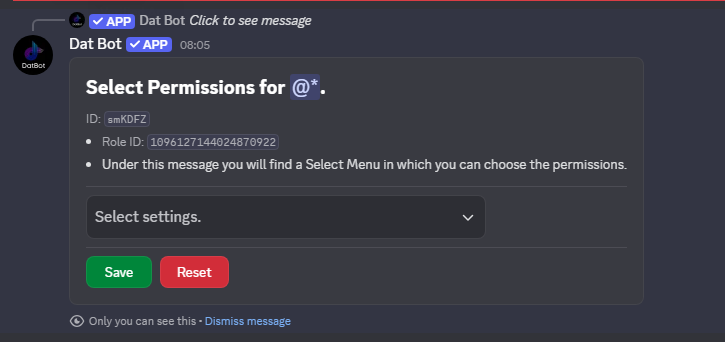 APP Dat Bot Click to see message
DatBot
Dat Bot APP 08:05
Select Permissions for @*.
ID: smKDFZ
Role ID: 1096127144024870922
Under this message you will find a Select Menu in which you can choose the permissions.
Select settings.
Save Reset
Only you can see this • Dismiss message